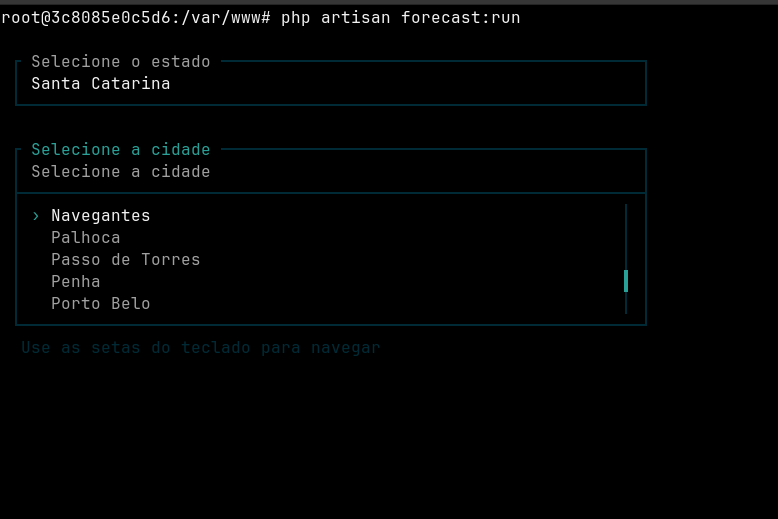 root@3c8085e0c5d6:/var/www# php artisan forecast:run
Selecione o estado
Santa Catarina
Selecione a cidade
Selecione a cidade
› Navegantes
Palhoca
Passo de Torres
Penha
Porto Belo
Use as setas do teclado para navegar